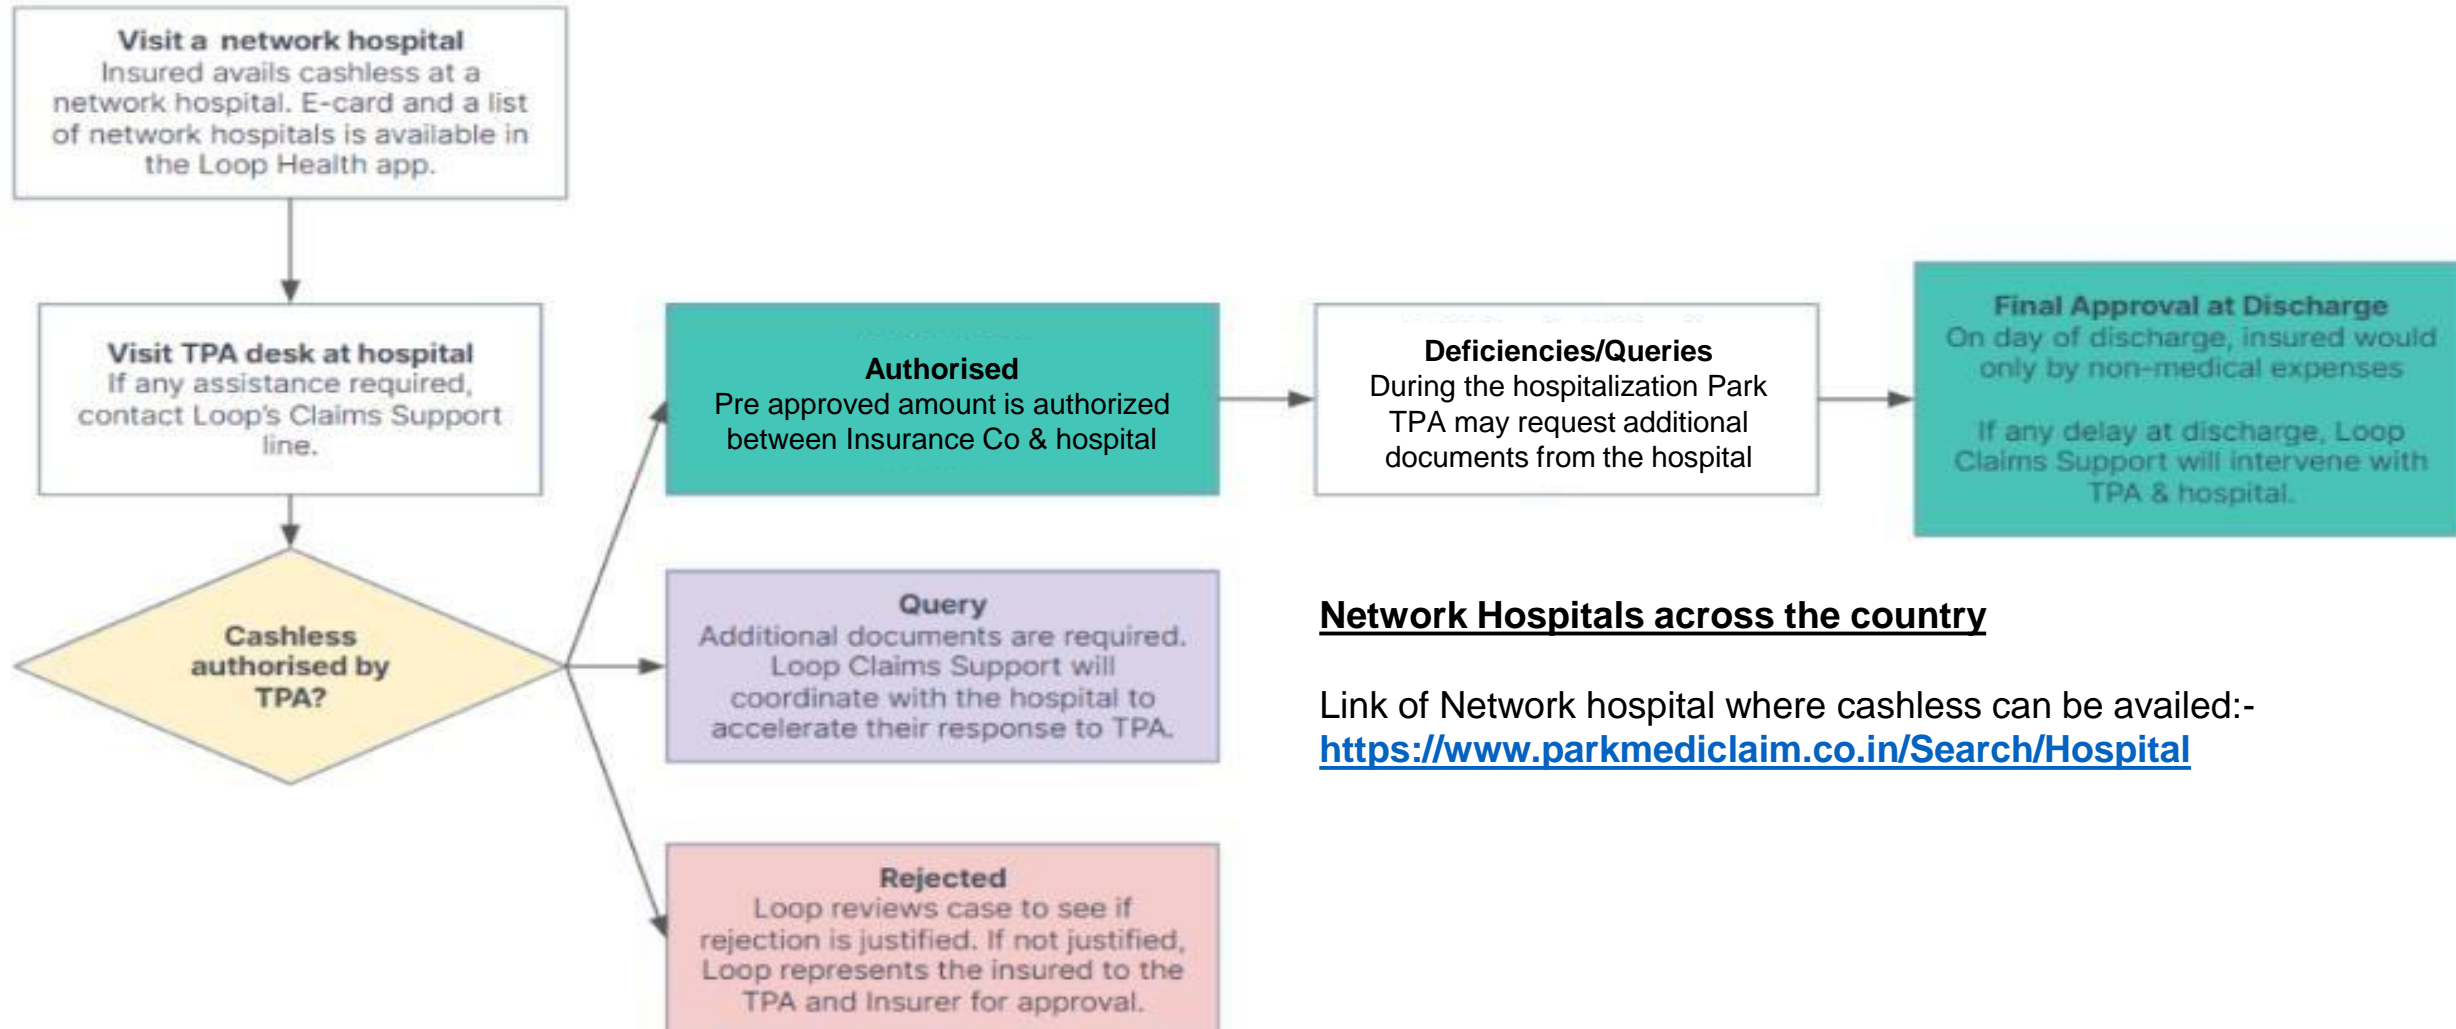 Visit a network hospital
Insured avails cashless at a
network hospital. E-card and a list
of network hospitals is available in
the Loop Health app.
Visit TPA desk at hospital
If any assistance required,
contact Loop's Claims Support
line.
Cashless
authorised by
TPA?
Authorised
Pre approved amount is authorized
between Insurance Co & hospital
Deficiencies/Queries
During the hospitalization Park
TPA may request additional
documents from the hospital
Final Approval at Discharge
On day of discharge, insured would
only by non-medical expenses
If any delay at discharge, Loop
Claims Support will intervene with
TPA & hospital.
Query
Additional documents are required.
Loop Claims Support will
coordinate with the hospital to
accelerate their response to TPA.
Rejected
Loop reviews case to see if
rejection is justified. If not justified,
Loop represents the insured to the
TPA and Insurer for approval.
Network Hospitals across the country
Link of Network hospital where cashless can be availed:-
https://www.parkmediclaim.co.in/Search/Hospital